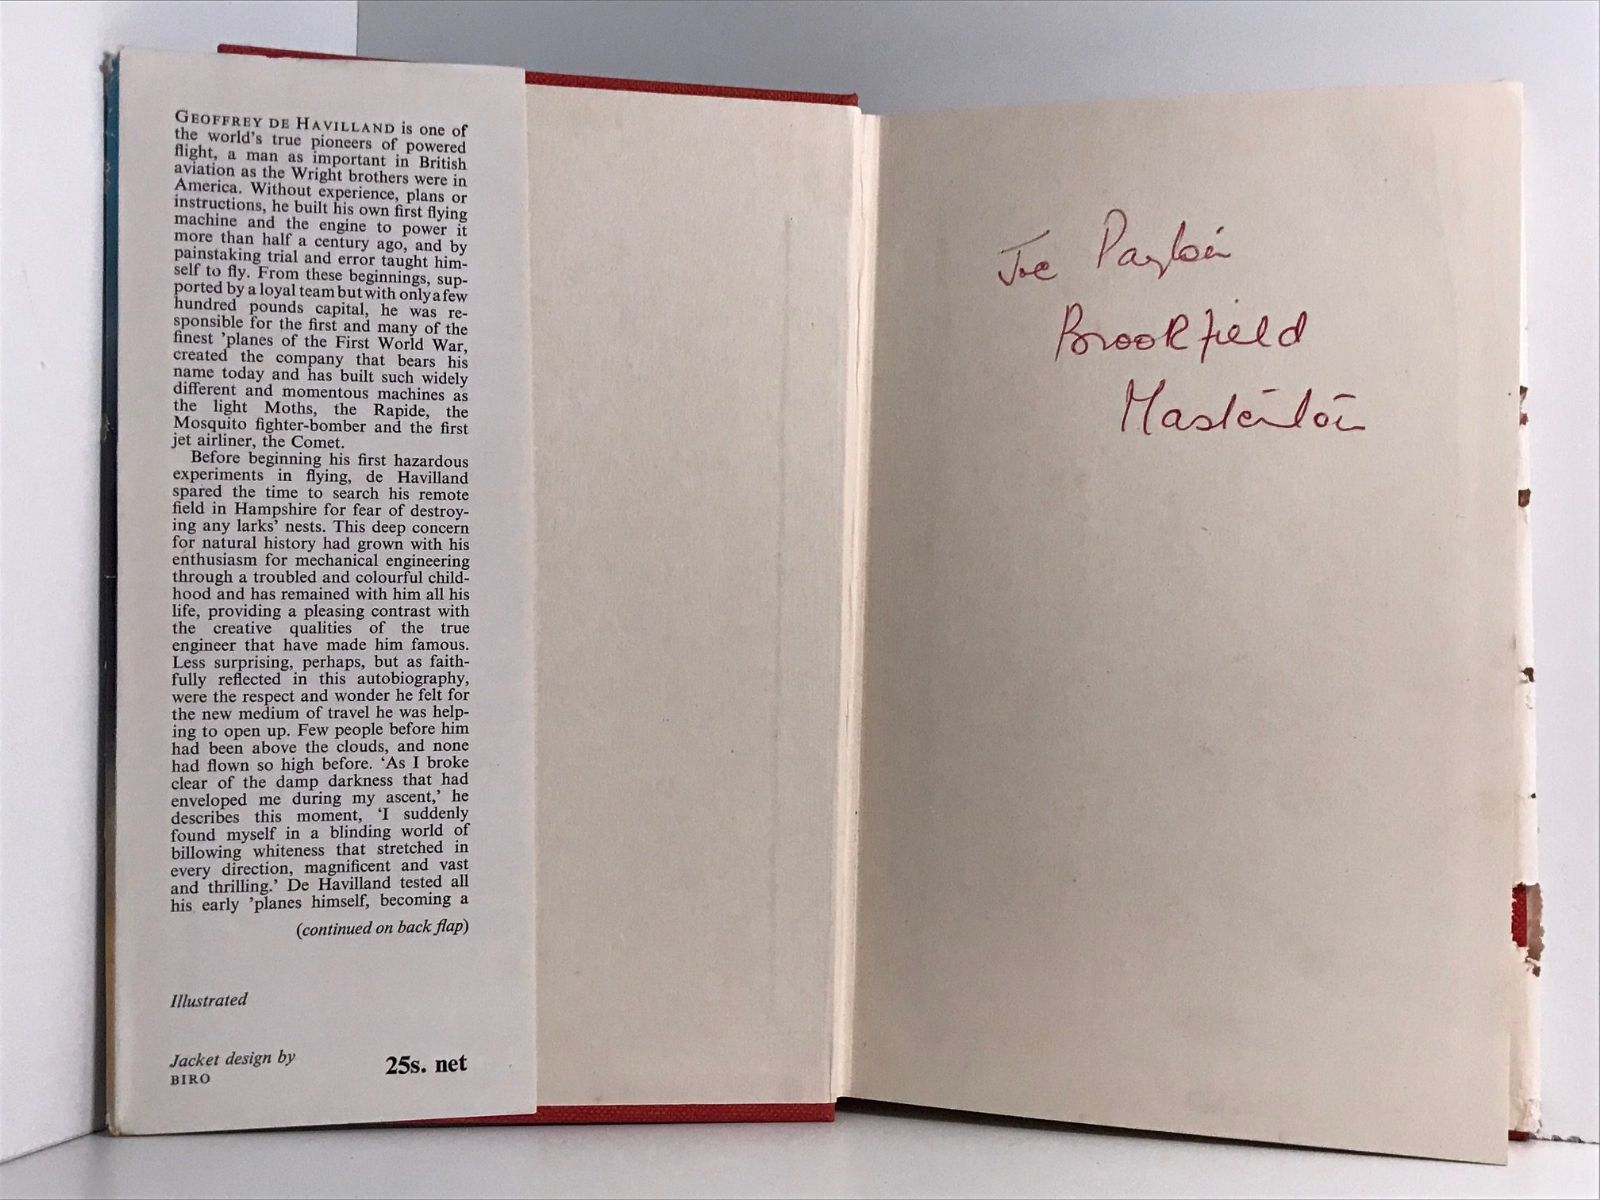 GEOFFREY DE HAVILLAND is one of
the world's true pioneers of powered
flight, a man as important in British
aviation as the Wright brothers were in
America. Without experience, plans or
instructions, he built his own first flying
machine and the engine to power it
more than half a century ago, and by
painstaking trial and error taught him-
self to fly. From these beginnings, sup-
ported by a loyal team but with only a few
hundred pounds capital, he was re-
sponsible for the first and many of the
finest 'planes of the First World War,
created the company that bears his
name today and has built such widely
different and momentous machines as
the light Moths, the Rapide, the
Mosquito fighter-bomber and the first
jet airliner, the Comet.
Before beginning his first hazardous
experiments in flying, de Havilland
spared the time to search his remote
field in Hampshire for fear of destroy-
ing any larks' nests. This deep concern
for natural history had grown with his
enthusiasm for mechanical engineering
through a troubled and colourful child-
hood and has remained with him all his
life, providing a pleasing contrast with
the creative qualities of the true
engineer that have made him famous.
Less surprising, perhaps, but as faith-
fully reflected in this autobiography,
were the respect and wonder he felt for
the new medium of travel he was help-
ing to open up. Few people before him
had been above the clouds, and none
had flown so high before. 'As I broke
clear of the damp darkness that had
enveloped me during my ascent,' he
describes this moment, 'I suddenly
found myself in a blinding world of
billowing whiteness that stretched in
every direction, magnificent and vast
and thrilling.' De Havilland tested all
his early 'planes himself, becoming a
(continued on back flap)
Illustrated
Jacket design by
BIRO
25s. net
Joe
Brookfield